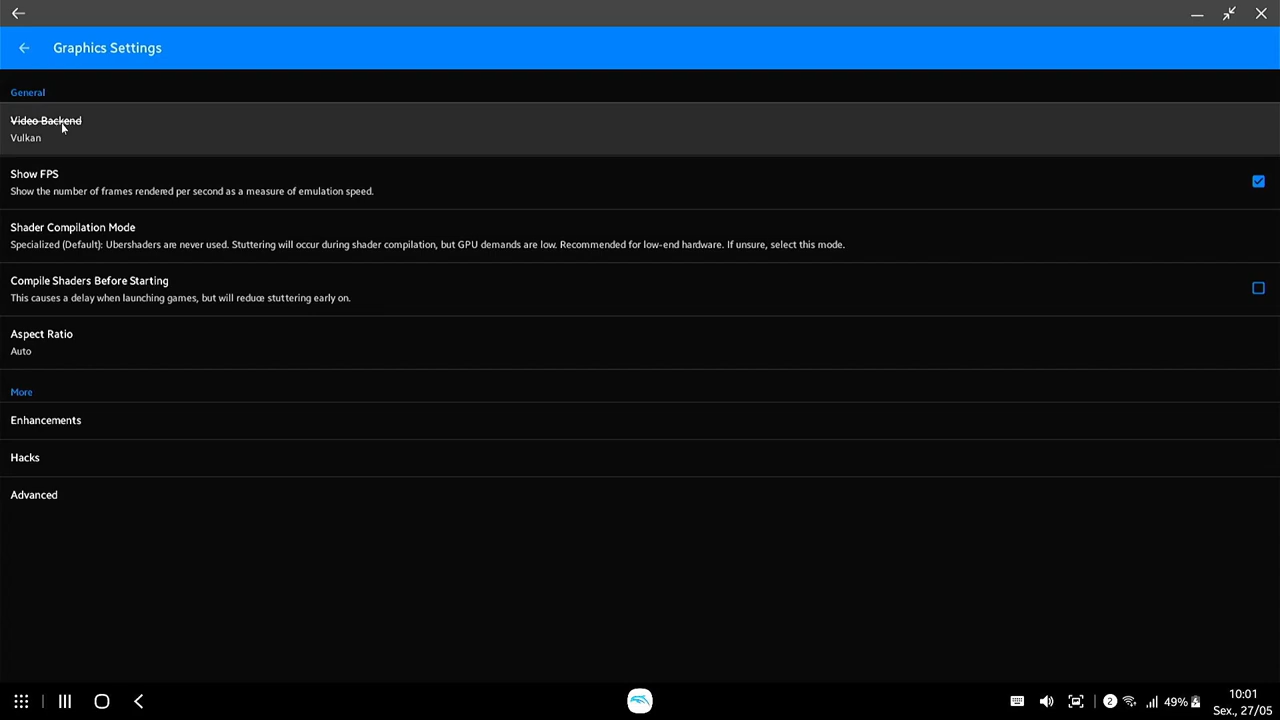 Graphics Settings
General
Video Backend
Vulkan
Show FPS
Show the number of frames rendered per second as a measure of emulation speed.
Shader Compilation Mode
Specialized (Default): Ubershaders are never used. Stuttering will occur during shader compilation, but GPU demands are low. Recommended for low-end hardware. If unsure, select this mode.
Compile Shaders Before Starting
This causes a delay when launching games, but will reduce stuttering early on.
Aspect Ratio
Auto
More
Enhancements
Hacks
Advanced
2
49%
10:01
Sex., 27/05